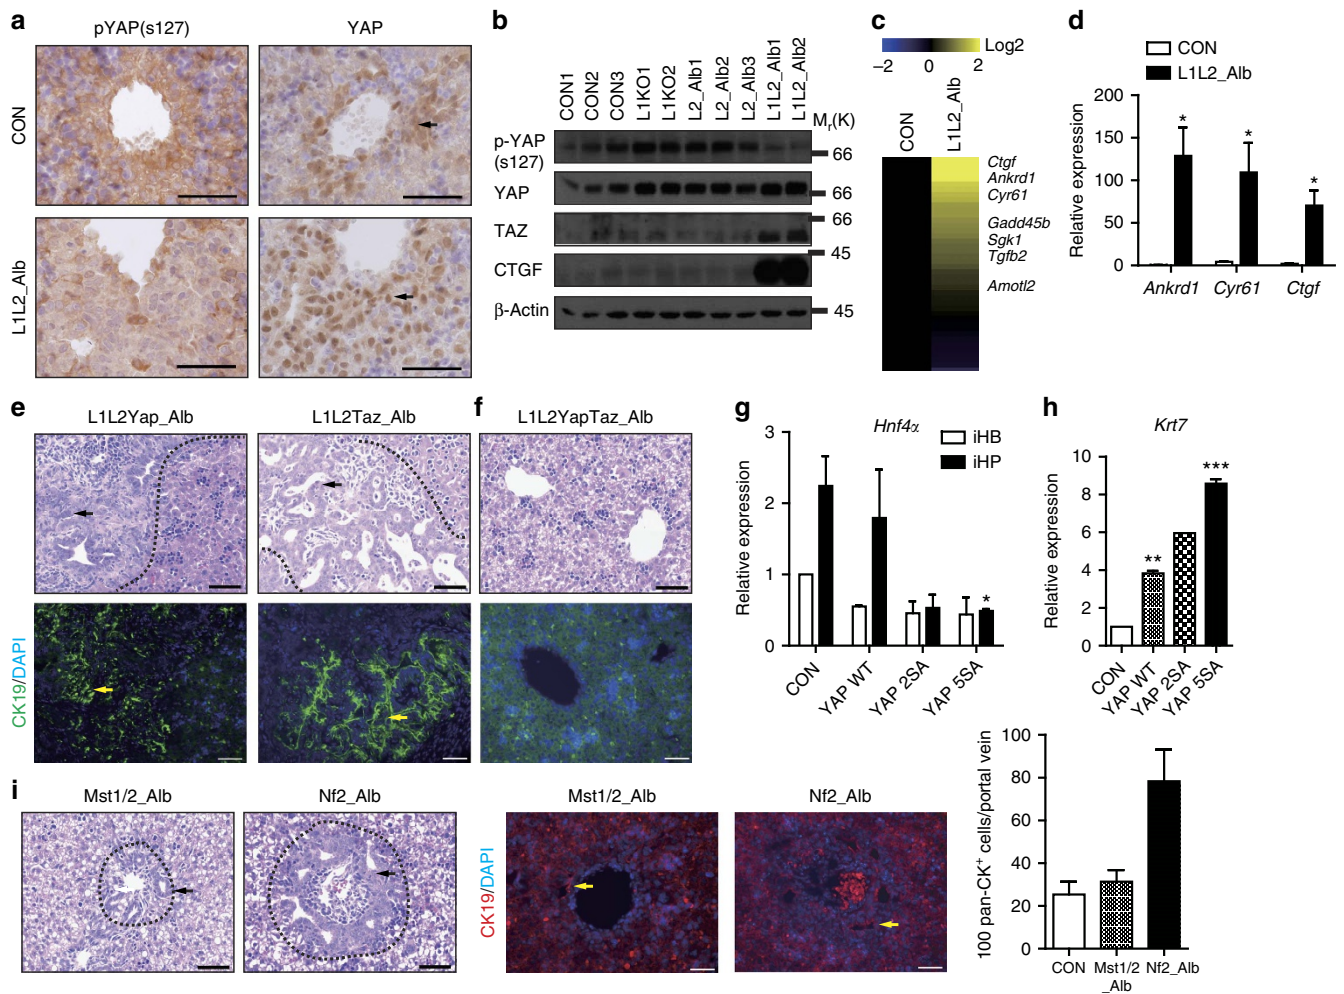 a
pYAP(s127)
YAP
CON
L1L2_Alb
b
CON1
CON2
CON3
L1KO1
L1KO2
L2_Alb1
L2_Alb2
L2_Alb3
L1L2_Alb1
L1L2_Alb2
Mr(K)
p-YAP
(s127)
66
YAP
66
TAZ
66
45
CTGF
β-Actin
45
c
Log2
−2 0 2
CON
L1L2_Alb
Ctgf
Ankrd1
Cyr61
Gadd45b
Sgk1
Tgfb2
Amotl2
d
CON
L1L2_Alb
Relative expression
200
150
100
50
0
* * *
Ankrd1 Cyr61 Ctgf
e
L1L2Yap_Alb
L1L2Taz_Alb
CK19/DAPI
f
L1L2YapTaz_Alb
g
Hnf4α
iHB
iHP
Relative expression
3
2
1
0
*
CON
YAP WT
YAP 2SA
YAP 5SA
h
Krt7
Relative expression
10
8
6
4
2
0
** ***
CON
YAP WT
YAP 2SA
YAP 5SA
i
Mst1/2_Alb
Nf2_Alb
CK19/DAPI
Mst1/2_Alb
Nf2_Alb
100 pan-CK+ cells/portal vein
100
80
60
40
20
0
CON
Mst1/2
_Alb
Nf2_Alb